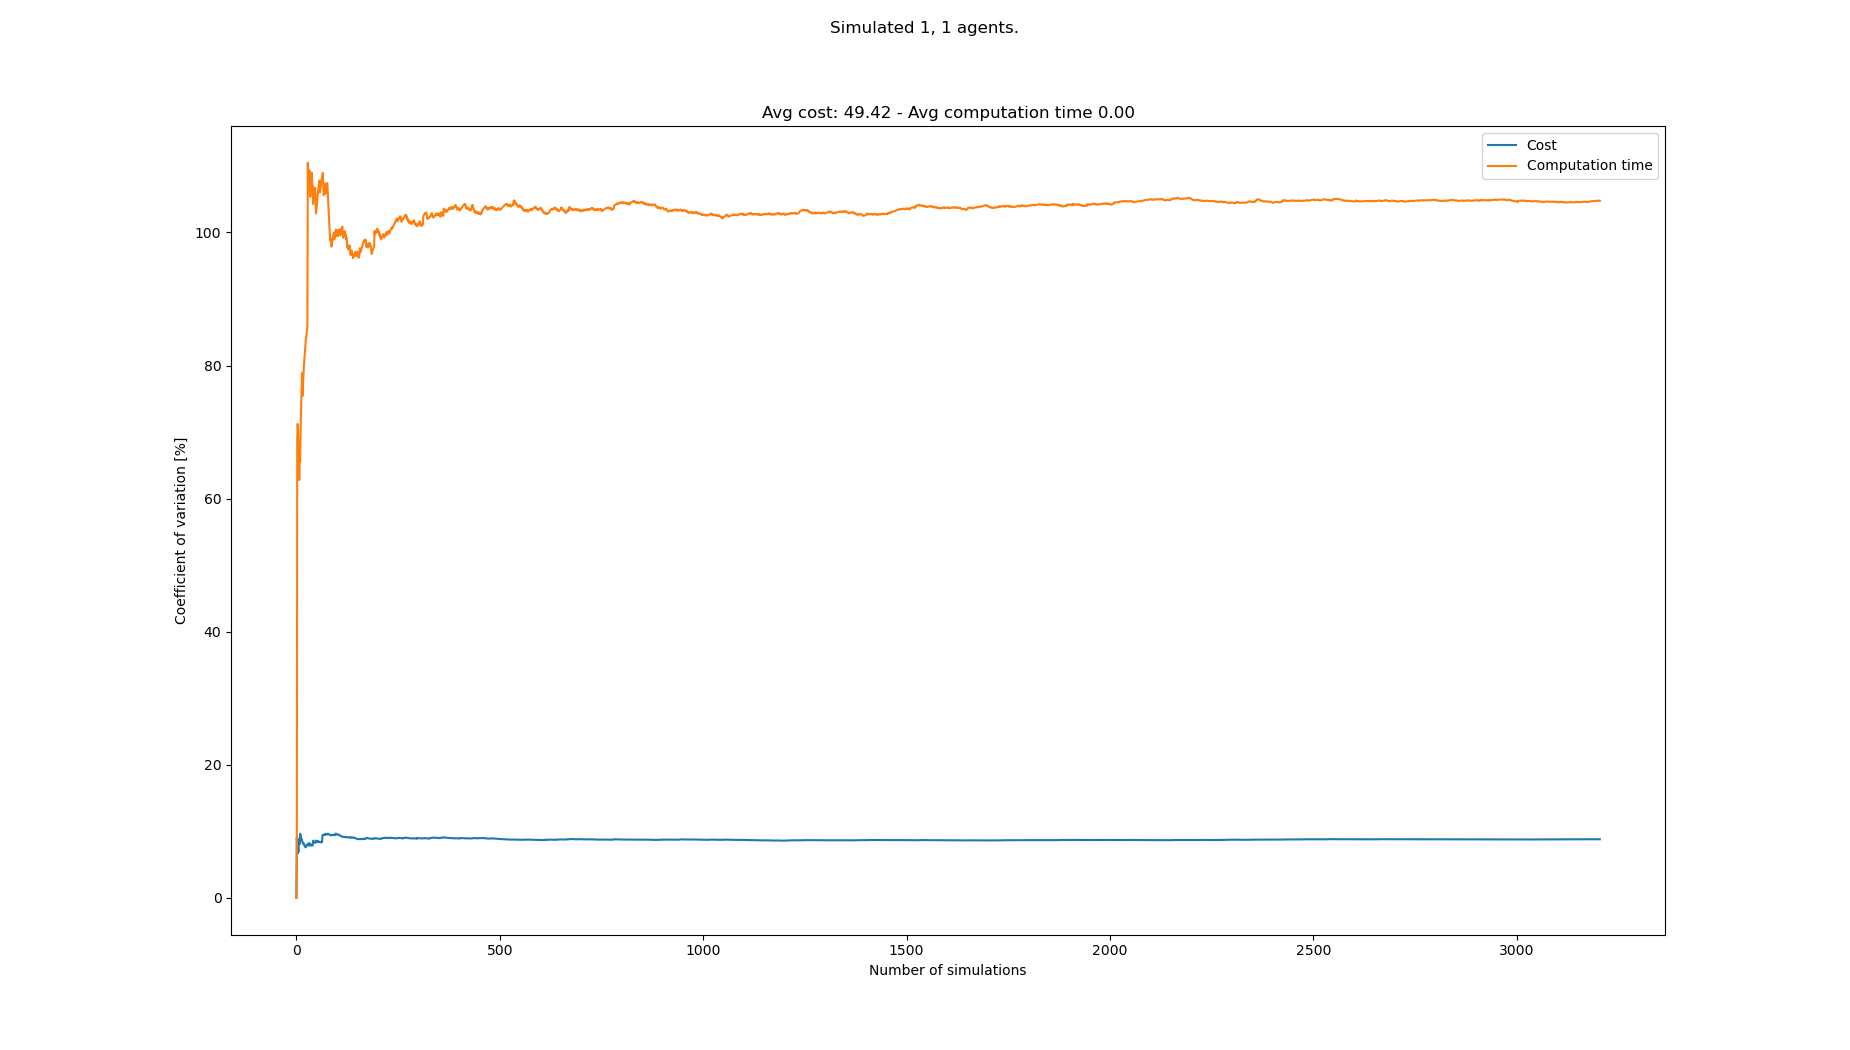 Simulated 1, 1 agents.
Avg cost: 49.42 - Avg computation time 0.00
Cost
Computation time
100
80
60
40
20
0
Coefficient of variation [%]
0 500 1000 1500 2000 2500 3000
Number of simulations